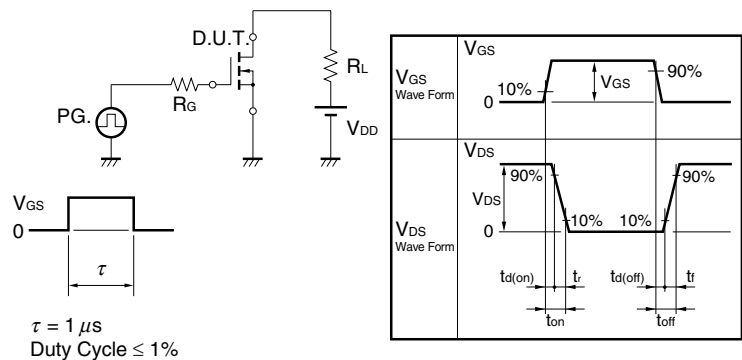 D.U.T.
RL
RG
PG.
VDD
VGS
0
τ
τ = 1 μs
Duty Cycle ≤ 1%
VGS
Wave Form
VGS
10%
VGS
90%
0
VDS
Wave Form
VDS
90%
90%
VDS
10%
10%
0
td(on)
tr
td(off)
tf
ton
toff